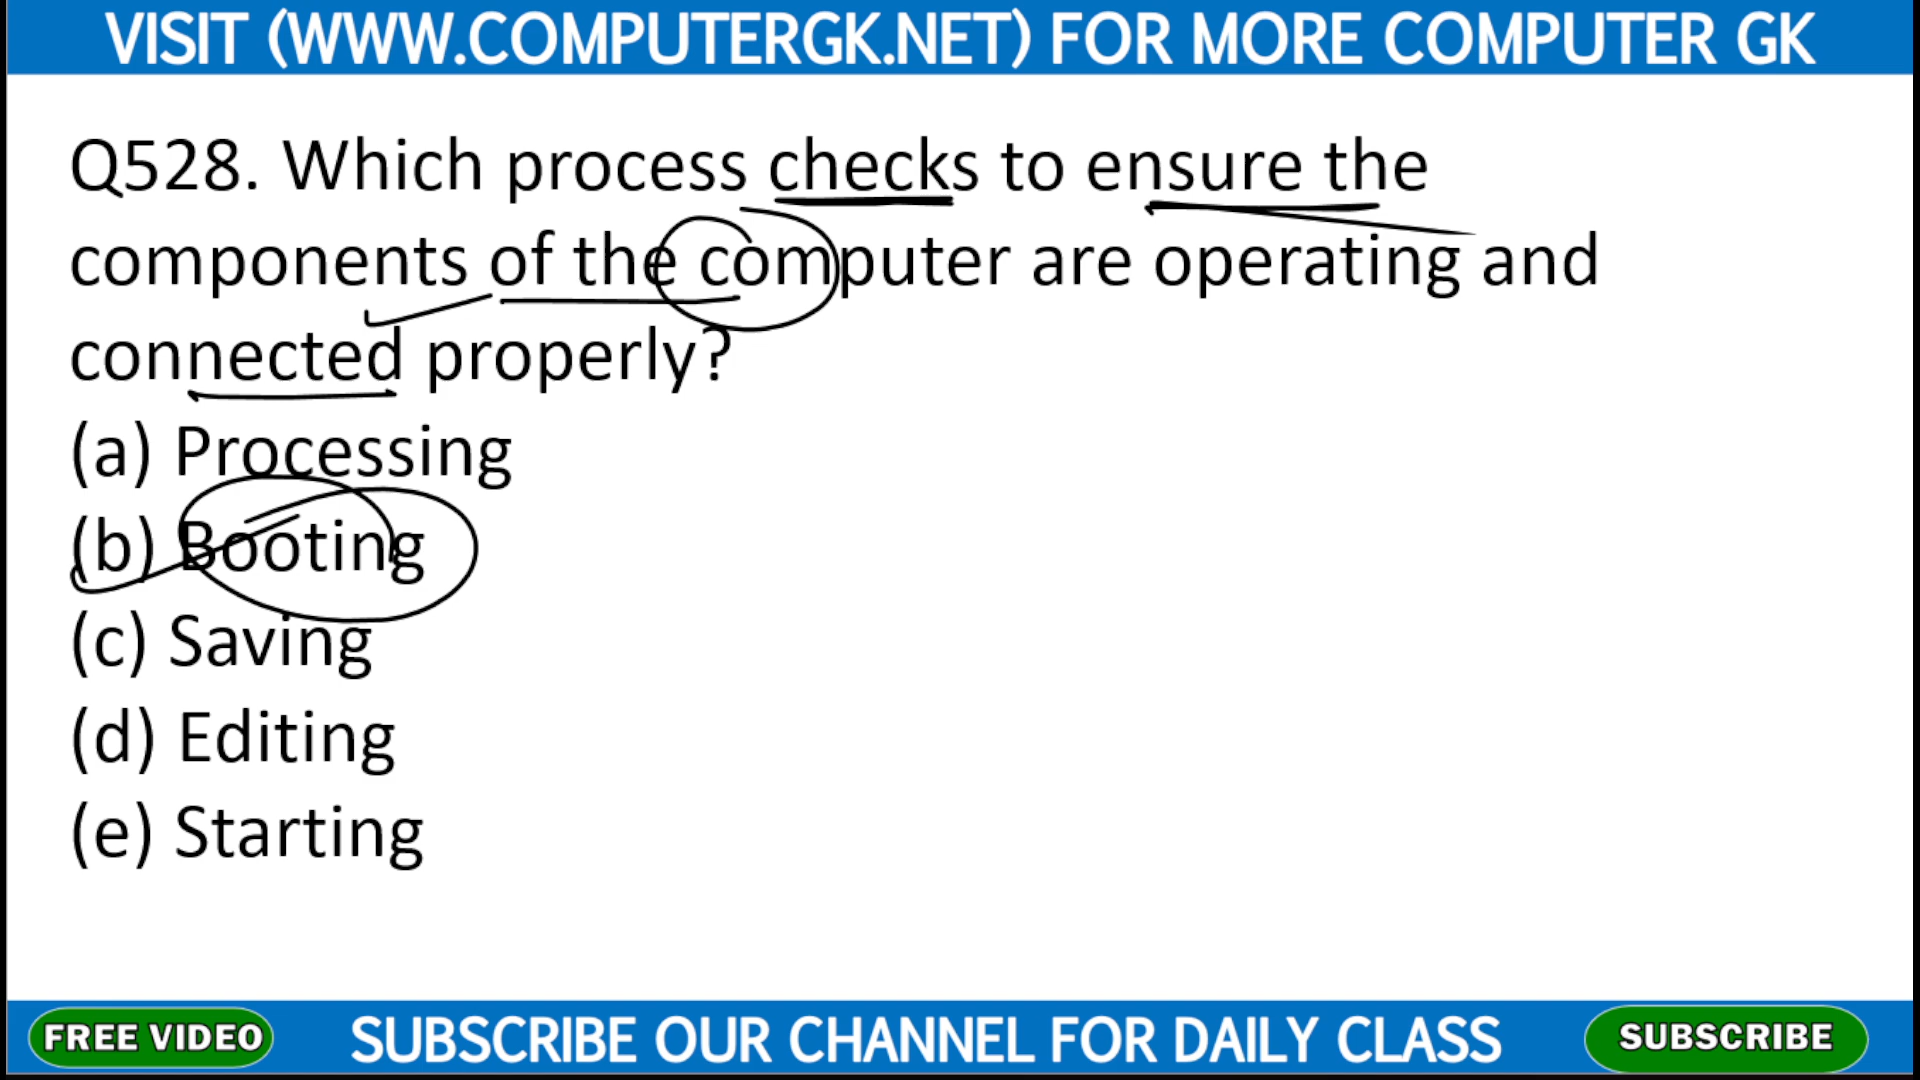 VISIT (WWW.COMPUTERGK.NET) FOR MORE COMPUTER GK
Q528. Which process checks to ensure the
components of the computer are operating and
connected properly?
(a) Processing
(b) Booting
(c) Saving
(d) Editing
(e) Starting
FREE VIDEO SUBSCRIBE OUR CHANNEL FOR DAILY CLASS SUBSCRIBE